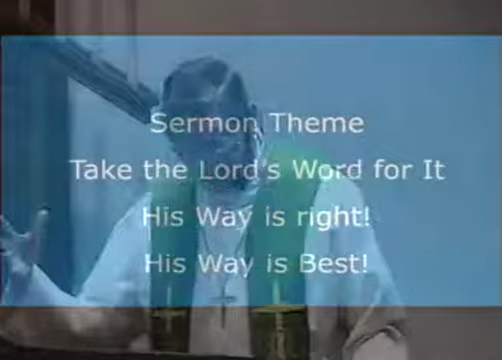 Sermon Theme
Take the Lord's Word for It
His Way is right!
His Way is Best!